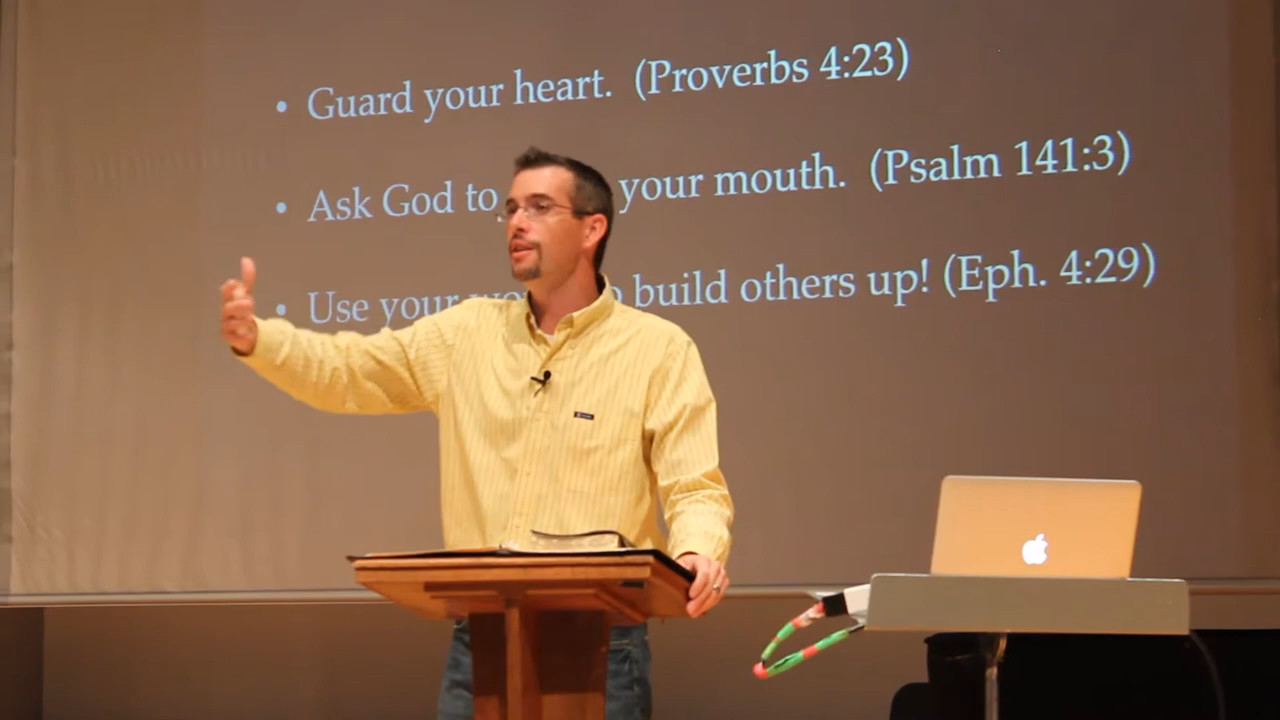 • Guard your heart. (Proverbs 4:23)
• Ask God to your mouth. (Psalm 141:3)
• Use your build others up! (Eph. 4:29)